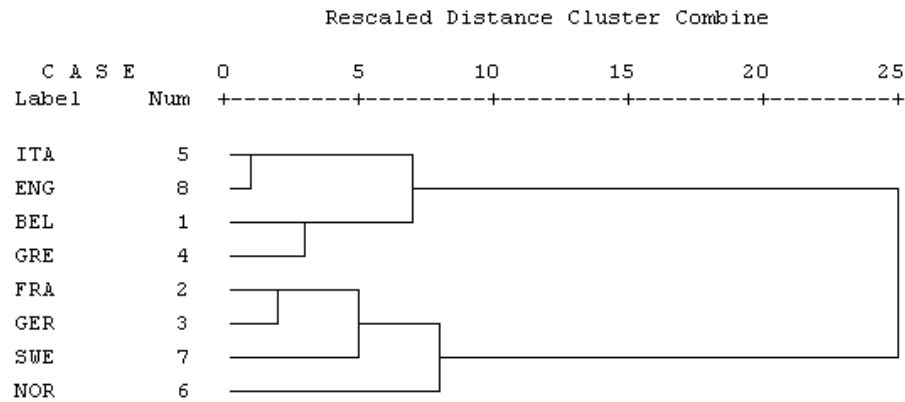 Rescaled Distance Cluster Combine
C A S E 0 5 10 15 20 25
Label Num +---------+---------+---------+---------+---------+
ITA 5
ENG 8
BEL 1
GRE 4
FRA 2
GER 3
SWE 7
NOR 6